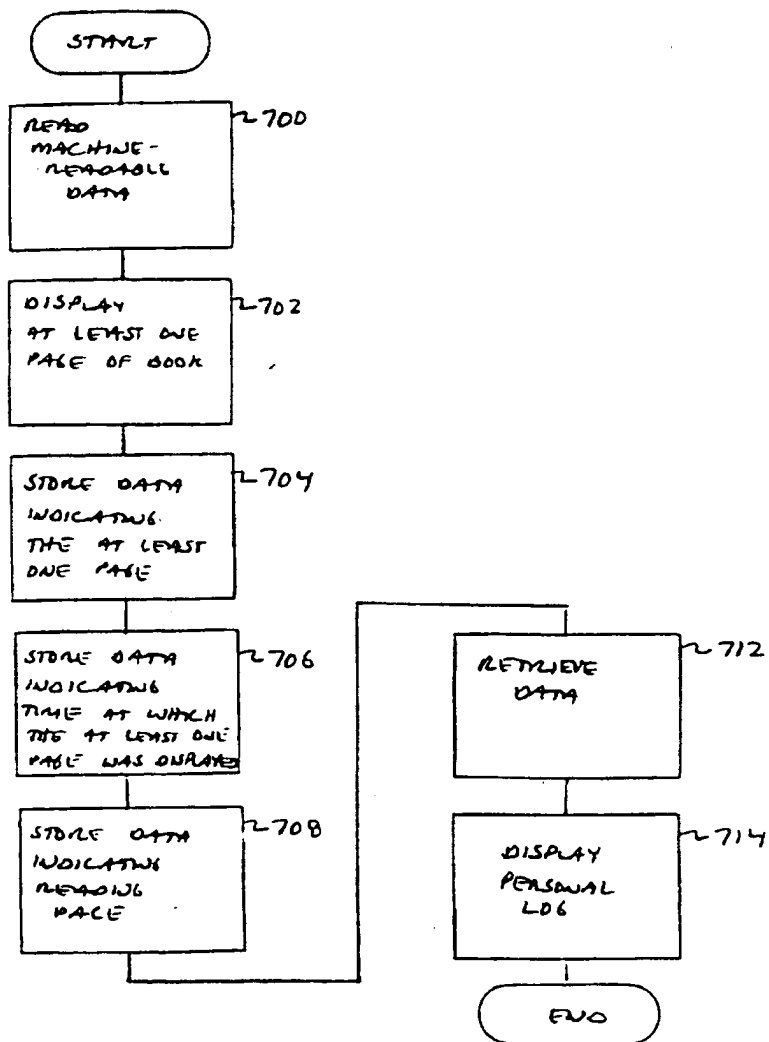 START
READ
MACHINE-
READABLE
DATA
700
DISPLAY
AT LEAST ONE
PAGE OF BOOK
702
STORE DATA
INDICATING
THE AT LEAST
ONE PAGE
704
STORE DATA
INDICATING
TIME AT WHICH
THE AT LEAST ONE
PAGE WAS DISPLAYED
706
STORE DATA
INDICATING
READING
PACE
708
RETRIEVE
DATA
712
DISPLAY
PERSONAL
LOG
714
END